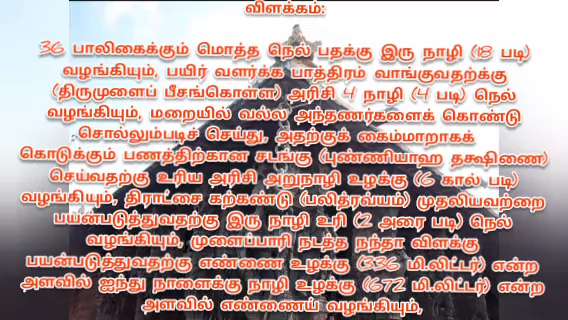 விளக்கம்:
36 பாலிகைக்கும் மொத்த நெல் பதக்கு இரு நாழி (18 படி)
வழங்கியும், பயிர் வளர்க்க பாத்திரம் வாங்குவதற்க்கு
(திருமுளைப் பீசங்கொள்ள) அரிசி 4 நாழி (4 படி) நெல்
வழங்கியும், மறையில் வல்ல அந்தணர்களைக் கொண்டு
சொல்லும்படிச் செய்து, அதற்குக் கைம்மாறாகக்
கொடுக்கும் பணத்திற்கான சடங்கு (புண்ணியாஹ தக்ஷிணை)
செய்வதற்கு உரிய அரிசி அறுநாழி உழக்கு (6 கால் படி)
வழங்கியும், திராட்சை கற்கண்டு (பலித்ரவ்யம்) முதலியவற்றை
பயன்படுத்துவதற்கு இரு நாழி உரி (2 அரை படி) நெல்
வழங்கியும், முளைப்பாரி நடத்த நந்தா விளக்கு
பயன்படுத்துவதற்கு எண்ணை உழக்கு (336 மி.லிட்டர்) என்ற
அளவில் ஐந்து நாளைக்கு நாழி உழக்கு (1672 மி.லிட்டர்) என்ற
அளவில் எண்ணெய் வழங்கியும்,